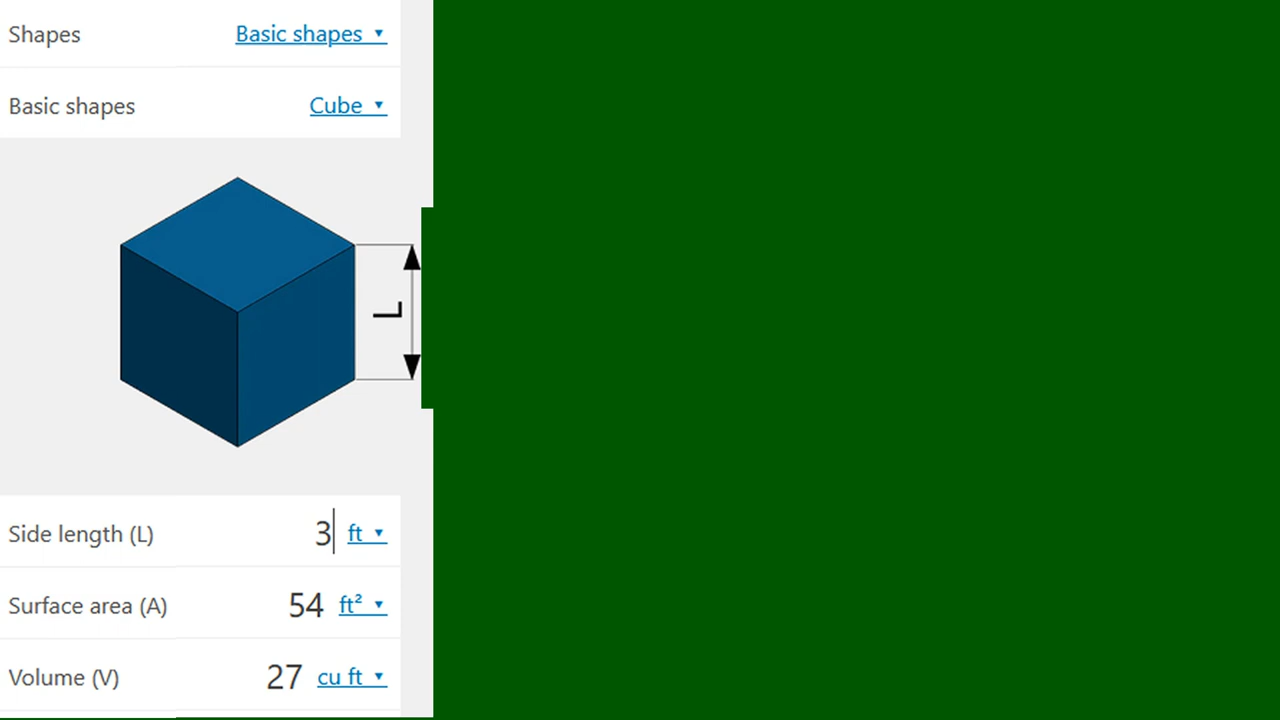 Shapes Basic shapes ▼
Basic shapes Cube ▼
L
Side length (L) 3 ft ▼
Surface area (A) 54 ft² ▼
Volume (V) 27 cu ft ▼